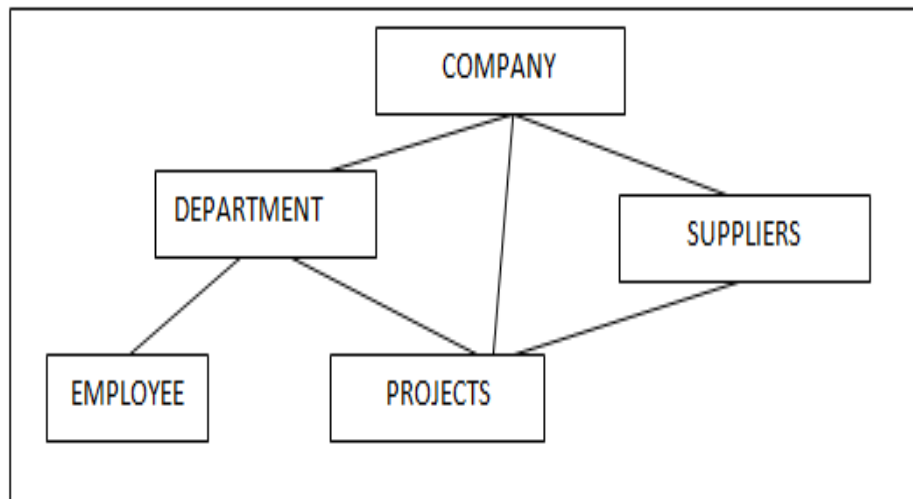 COMPANY
DEPARTMENT
SUPPLIERS
EMPLOYEE
PROJECTS